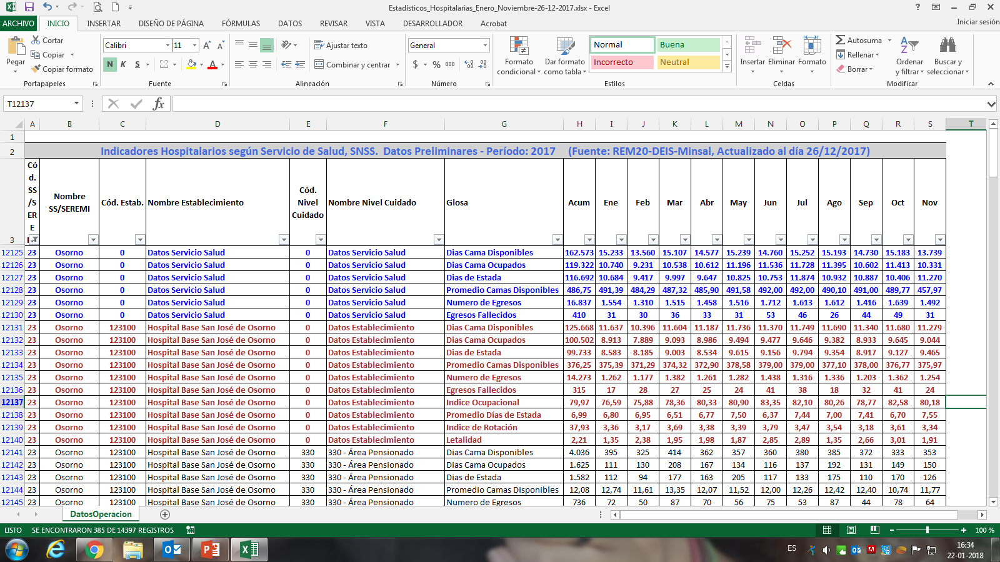 Estadísticos_Hospitalarias_Enero_Noviembre-26-12-2017.xlsx - Excel
ARCHIVO INICIO INSERTAR DISEÑO DE PÁGINA FÓRMULAS DATOS REVISAR VISTA DESARROLLADOR Acrobat Iniciar sesión
Pegar
Cortar
Copiar
Copiar formato
Portapapeles
Calibri 11
N K S
Fuente
Ajustar texto
Combinar y centrar
Alineación
General
$ % 000
Número
Formato condicional
Dar formato como tabla
Normal Buena
Incorrecto Neutral
Estilos
Insertar Eliminar Formato
Celdas
Autosuma
Rellenar
Borrar
Ordenar y filtrar
Buscar y seleccionar
Modificar
T12137 fx
A B C D E F G H I J K L M N O P Q R S T
1
2 Indicadores Hospitalarios según Servicio de Salud, SNSS. Datos Preliminares - Período: 2017 (Fuente: REM20-DEIS-Minsal, Actualizado al día 26/12/2017)
3 Có d. SS /S ER E Nombre SS/SEREMI Cód. Estab. Nombre Establecimiento Cód. Nivel Cuidado Nombre Nivel Cuidado Glosa Acum Ene Feb Mar Abr May Jun Jul Ago Sep Oct Nov
12125 23 Osorno 0 Datos Servicio Salud 0 Datos Servicio Salud Dias Cama Disponibles 162.573 15.233 13.560 15.107 14.577 15.239 14.760 15.252 15.193 14.730 15.183 13.739
12126 23 Osorno 0 Datos Servicio Salud 0 Datos Servicio Salud Dias Cama Ocupados 119.322 10.740 9.231 10.538 10.612 11.196 11.536 11.728 11.395 10.602 11.413 10.331
12127 23 Osorno 0 Datos Servicio Salud 0 Datos Servicio Salud Dias de Estada 116.692 10.684 9.417 9.997 9.647 10.825 10.753 11.874 10.932 10.887 10.406 11.270
12128 23 Osorno 0 Datos Servicio Salud 0 Datos Servicio Salud Promedio Camas Disponibles 486,75 491,39 484,29 487,32 485,90 491,58 492,00 492,00 490,10 491,00 489,77 457,97
12129 23 Osorno 0 Datos Servicio Salud 0 Datos Servicio Salud Numero de Egresos 16.837 1.554 1.310 1.515 1.458 1.516 1.712 1.613 1.612 1.416 1.639 1.492
12130 23 Osorno 0 Datos Servicio Salud 0 Datos Servicio Salud Egresos Fallecidos 410 31 30 36 33 31 53 46 26 44 49 31
12131 23 Osorno 123100 Hospital Base San José de Osorno 0 Datos Establecimiento Dias Cama Disponibles 125.668 11.637 10.396 11.604 11.187 11.736 11.370 11.749 11.690 11.340 11.680 11.279
12132 23 Osorno 123100 Hospital Base San José de Osorno 0 Datos Establecimiento Dias Cama Ocupados 100.502 8.913 7.889 9.093 8.986 9.494 9.477 9.646 9.382 8.933 9.645 9.044
12133 23 Osorno 123100 Hospital Base San José de Osorno 0 Datos Establecimiento Dias de Estada 99.733 8.583 8.185 9.003 8.534 9.615 9.156 9.794 9.354 8.917 9.127 9.465
12134 23 Osorno 123100 Hospital Base San José de Osorno 0 Datos Establecimiento Promedio Camas Disponibles 376,25 375,39 371,29 374,32 372,90 378,58 379,00 379,00 377,10 378,00 376,77 375,97
12135 23 Osorno 123100 Hospital Base San José de Osorno 0 Datos Establecimiento Numero de Egresos 14.273 1.262 1.177 1.382 1.261 1.282 1.438 1.316 1.336 1.203 1.362 1.254
12136 23 Osorno 123100 Hospital Base San José de Osorno 0 Datos Establecimiento Egresos Fallecidos 315 17 28 27 25 24 41 38 18 32 41 24
12137 23 Osorno 123100 Hospital Base San José de Osorno 0 Datos Establecimiento Indice Ocupacional 79,97 76,59 75,88 78,36 80,33 80,90 83,35 82,10 80,26 78,77 82,58 80,18
12138 23 Osorno 123100 Hospital Base San José de Osorno 0 Datos Establecimiento Promedio Días de Estada 6,99 6,80 6,95 6,51 6,77 7,50 6,37 7,44 7,00 7,41 6,70 7,55
12139 23 Osorno 123100 Hospital Base San José de Osorno 0 Datos Establecimiento Indice de Rotación 37,93 3,36 3,17 3,69 3,38 3,39 3,79 3,47 3,54 3,18 3,61 3,34
12140 23 Osorno 123100 Hospital Base San José de Osorno 0 Datos Establecimiento Letalidad 2,21 1,35 2,38 1,95 1,98 1,87 2,85 2,89 1,35 2,66 3,01 1,91
12141 23 Osorno 123100 Hospital Base San José de Osorno 330 330 - Área Pensionado Dias Cama Disponibles 4.036 395 325 414 362 357 360 380 385 372 333 353
12142 23 Osorno 123100 Hospital Base San José de Osorno 330 330 - Área Pensionado Dias Cama Ocupados 1.625 111 130 208 167 134 116 137 192 131 149 150
12143 23 Osorno 123100 Hospital Base San José de Osorno 330 330 - Área Pensionado Dias de Estada 1.582 112 94 177 163 205 117 133 175 110 170 126
12144 23 Osorno 123100 Hospital Base San José de Osorno 330 330 - Área Pensionado Promedio Camas Disponibles 12,08 12,74 11,61 13,35 12,07 11,52 12,00 12,26 12,42 12,40 10,74 11,77
12145 23 Osorno 123100 Hospital Base San José de Osorno 330 330 - Área Pensionado Numero de Egresos 736 72 50 87 70 56 75 53 87 44 78 64
DatosOperacion
LISTO SE ENCONTRARON 385 DE 14397 REGISTROS 100 %
ES 16:34
22-01-2018